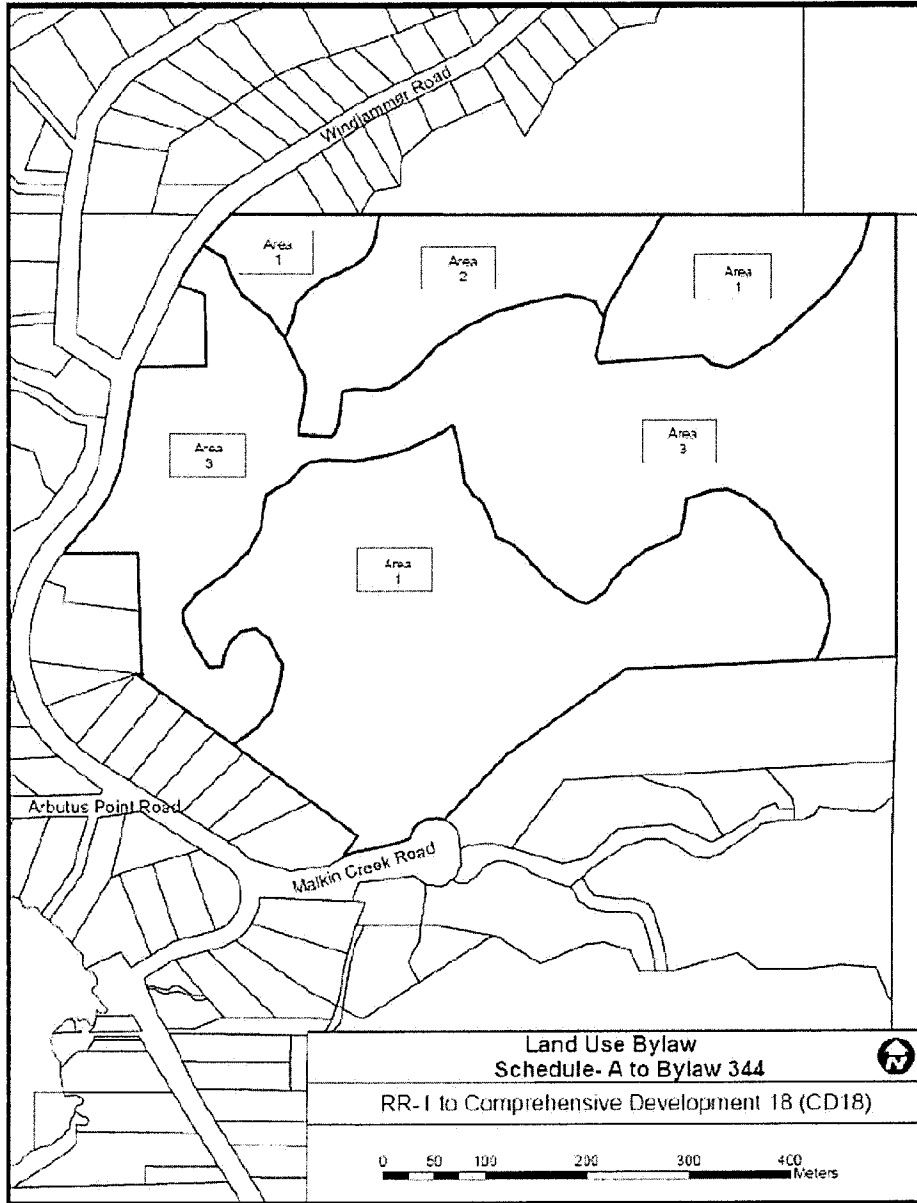 Windjammer Road
Area
1
Area
2
Area
1
Area
3
Area
3
Area
1
Arbutus Point Road
Malkin Creek Road
Land Use Bylaw
Schedule- A to Bylaw 344
N
RR-1 to Comprehensive Development 18 (CD18)
0 50 100 200 300 400
Meters